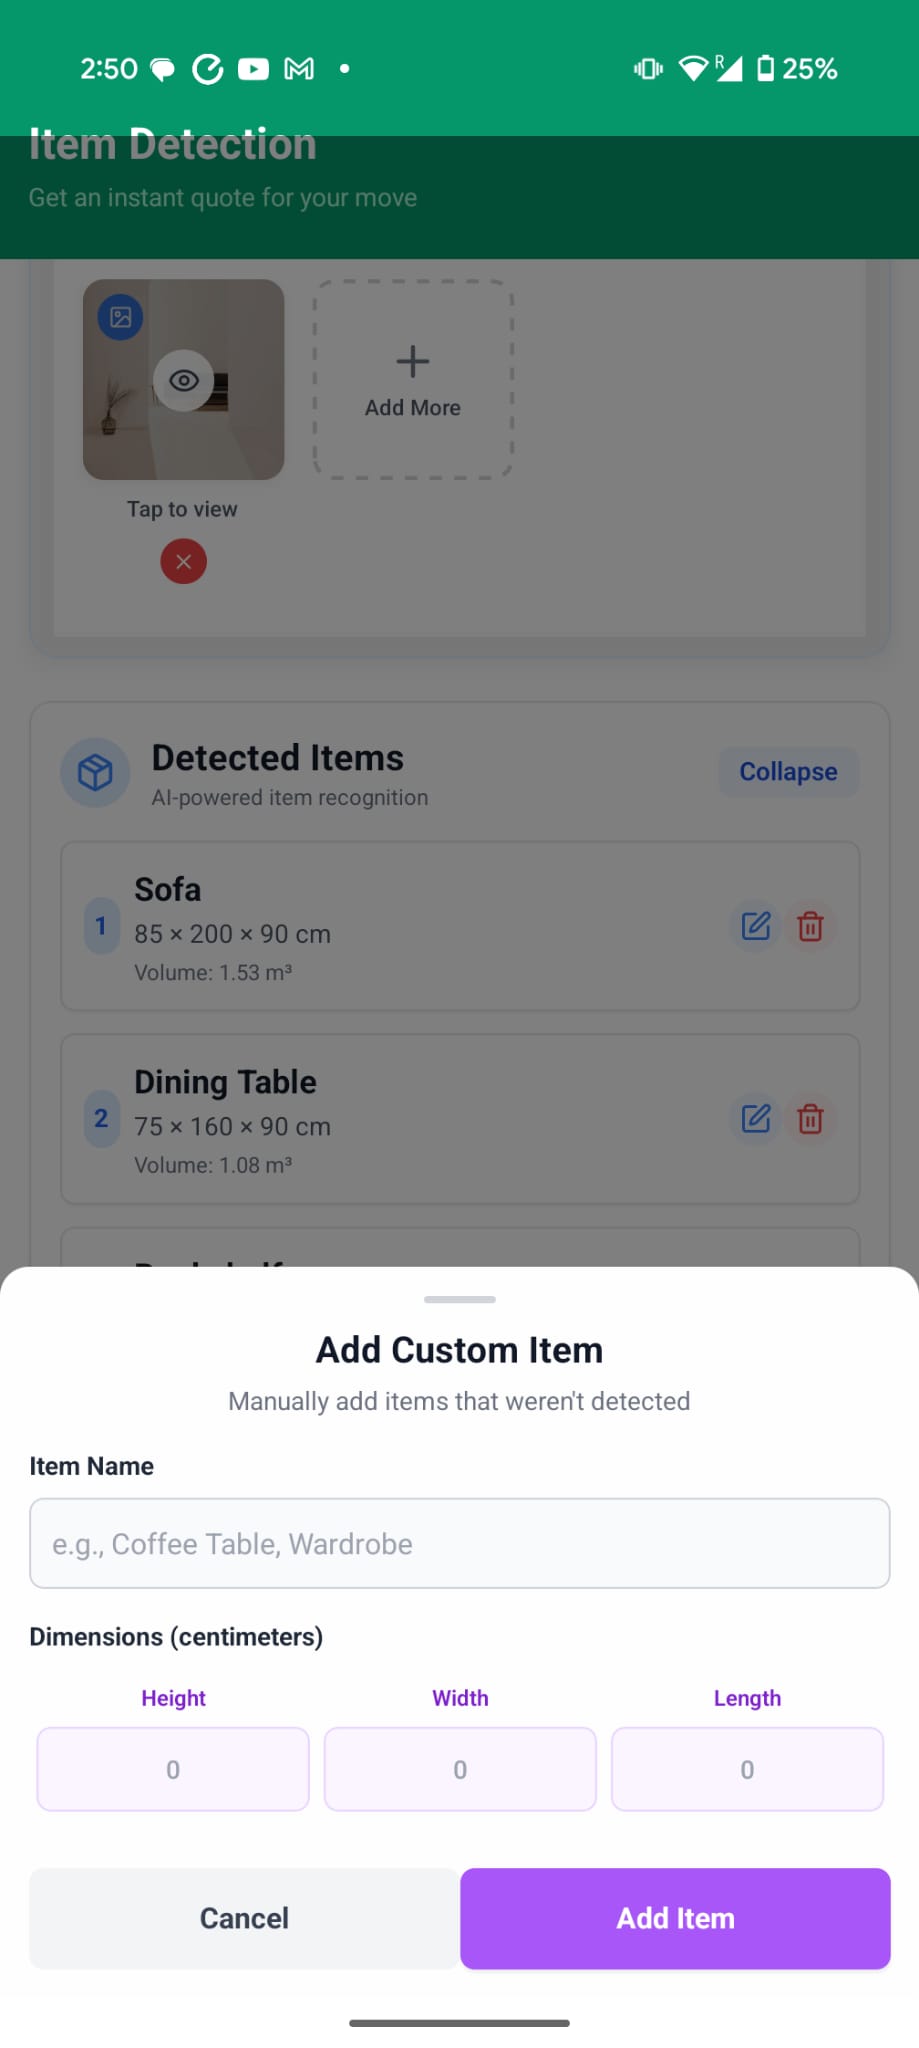 2:50
R
25%
Item Detection
Get an instant quote for your move
Add More
Tap to view
Detected Items
AI-powered item recognition
Collapse
1
Sofa
85 × 200 × 90 cm
Volume: 1.53 m³
2
Dining Table
75 × 160 × 90 cm
Volume: 1.08 m³
Add Custom Item
Manually add items that weren't detected
Item Name
e.g., Coffee Table, Wardrobe
Dimensions (centimeters)
Height Width Length
0 0 0
Cancel Add Item